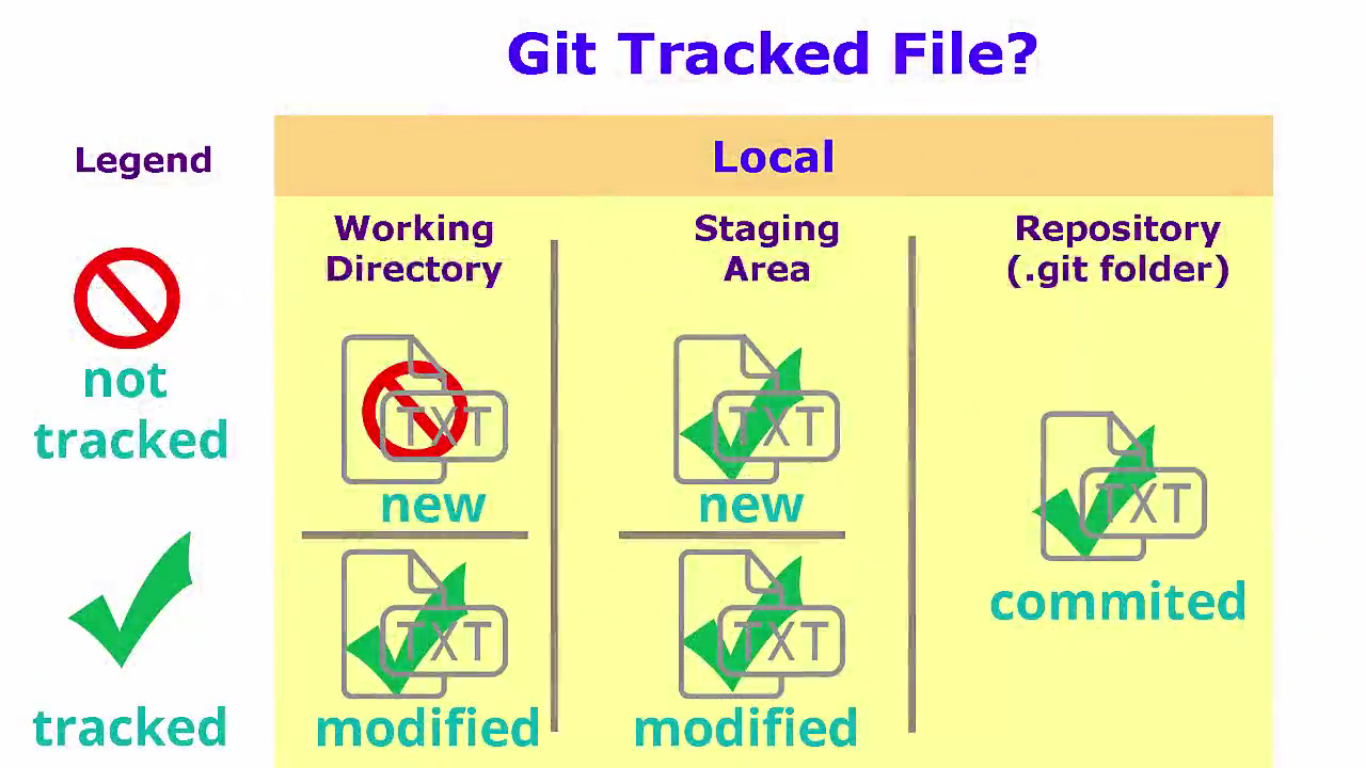 Git Tracked File?
Legend
not
tracked
tracked
Local
Working
Directory
TXT
new
TXT
modified
Staging
Area
TXT
new
TXT
modified
Repository
(.git folder)
TXT
commited